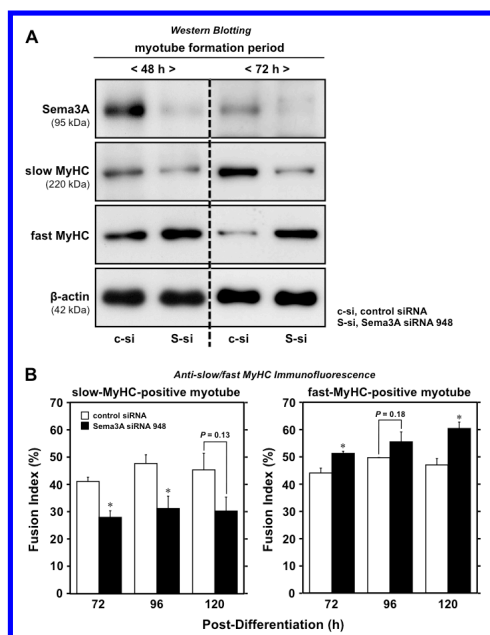 A
Western Blotting
myotube formation period
< 48 h > < 72 h >
Sema3A
(95 kDa)
slow MyHC
(220 kDa)
fast MyHC
β-actin
(42 kDa)
c-si S-si c-si S-si
c-si, control siRNA
S-si, Sema3A siRNA 948
B
Anti-slow/fast MyHC Immunofluorescence
slow-MyHC-positive myotube
fast-MyHC-positive myotube
control siRNA
Sema3A siRNA 948
P = 0.13
* *
Fusion Index (%)
70
60
50
40
30
20
10
0
72 96 120
P = 0.18
* *
Fusion Index (%)
70
60
50
40
30
20
10
0
72 96 120
Post-Differentiation (h)